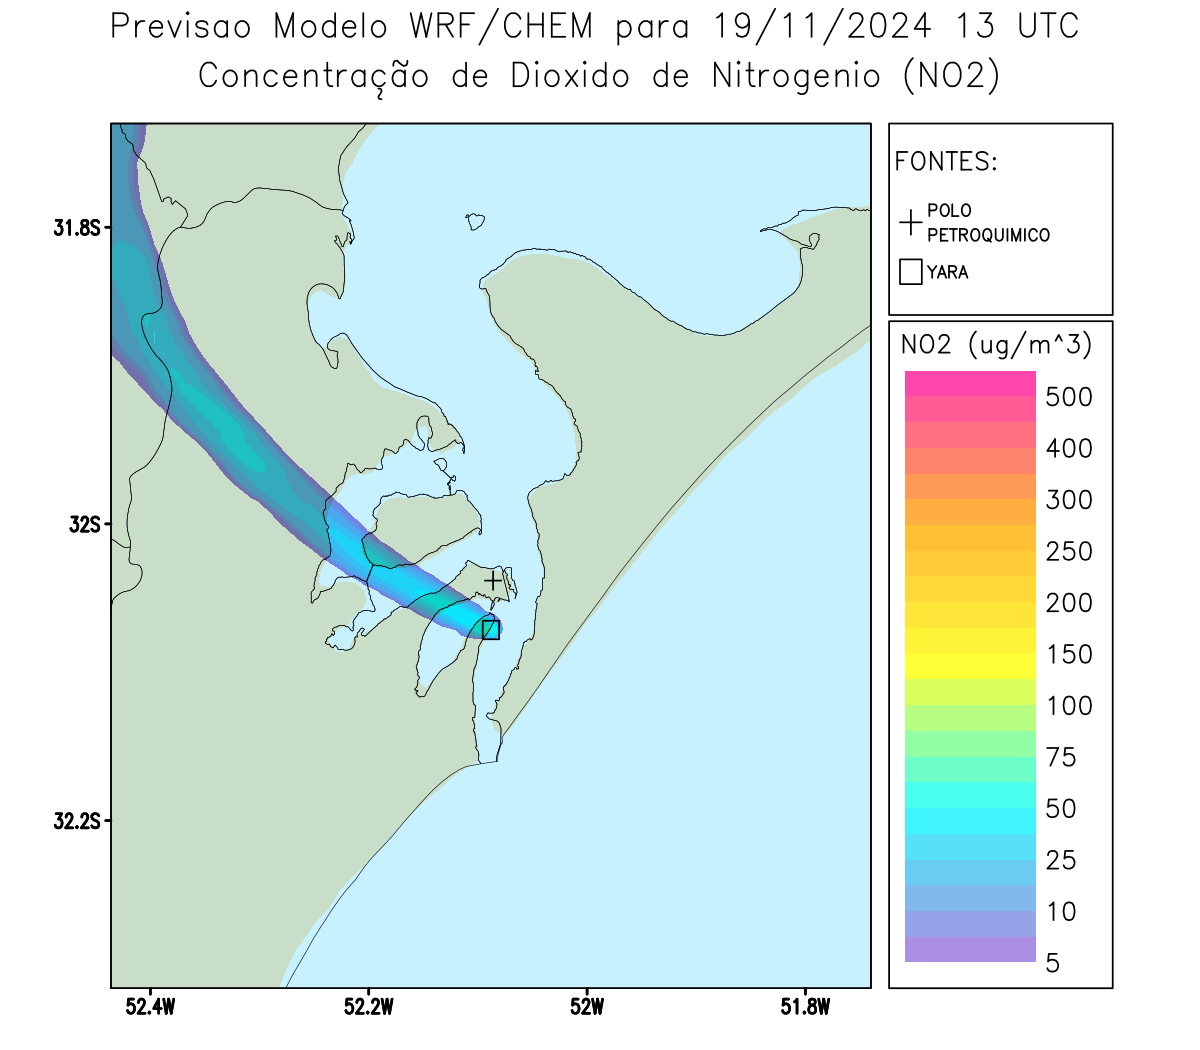 Previsao Modelo WRF/CHEM para 19/11/2024 13 UTC
Concentração de Dioxido de Nitrogenio (NO2)
FONTES:
POLO
PETROQUIMICO
YARA
NO2 (ug/m^3)
500
400
300
250
200
150
100
75
50
25
10
5
31.8S
32S
32.2S
52.4W
52.2W
52W
51.8W